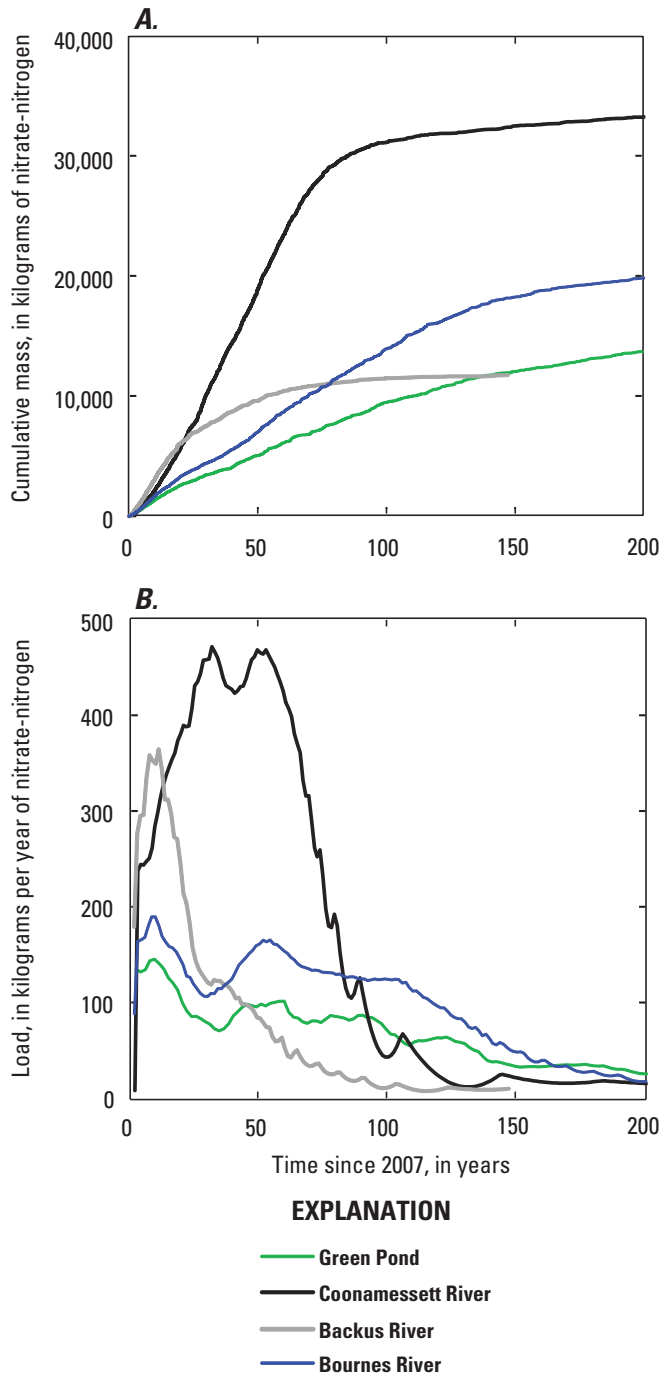 A.
40,000
30,000
20,000
10,000
0
Cumulative mass, in kilograms of nitrate-nitrogen
0 50 100 150 200
B.
500
400
300
200
100
0
Load, in kilograms per year of nitrate-nitrogen
0 50 100 150 200
Time since 2007, in years
EXPLANATION
Green Pond
Coonamessett River
Backus River
Bournes River